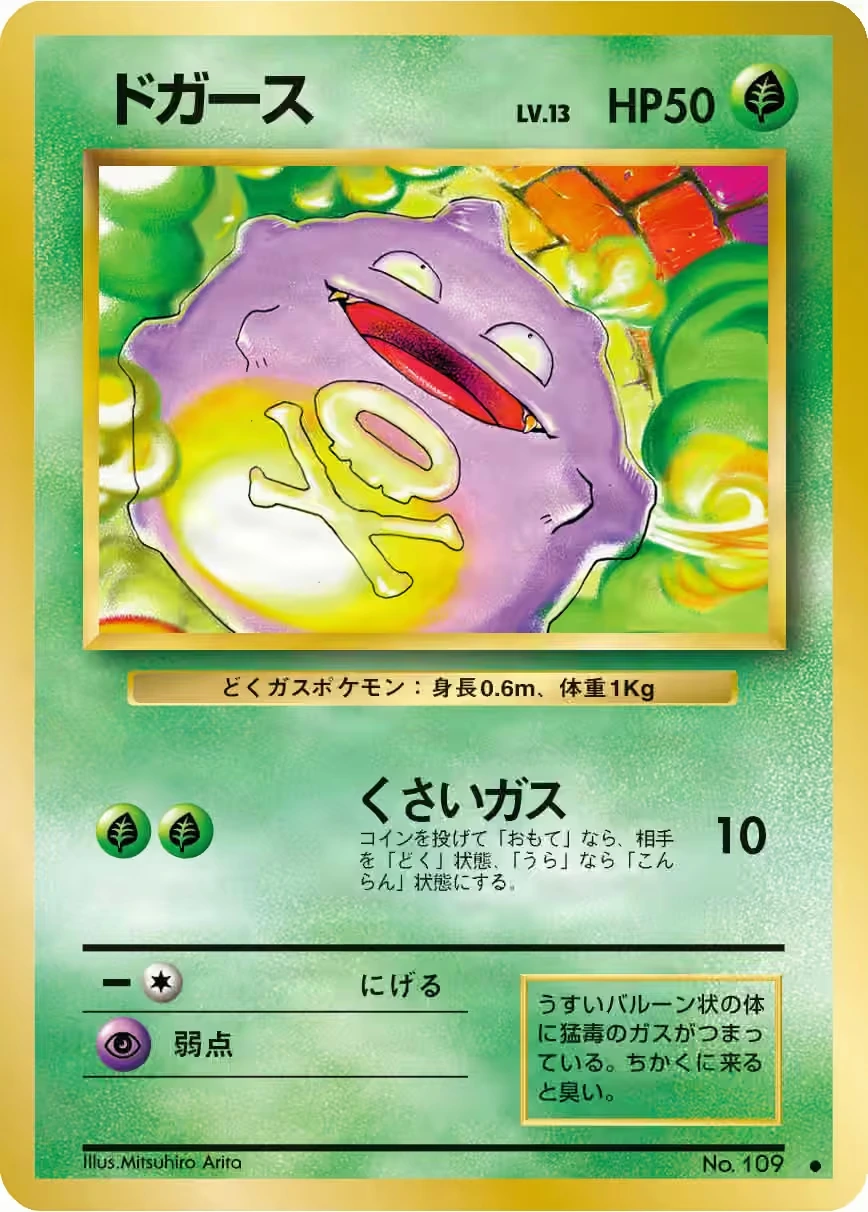 ドガース
LV.13 HP50
どくガスポケモン：身長0.6m、体重1Kg
くさいガス
コインを投げて「おもて」なら、相手
を「どく」状態、「うら」なら「こん
らん」状態にする。
10
にげる
弱点
うすいバルーン状の体
に猛毒のガスがつまっ
ている。ちかくに来る
と臭い。
Illus.Mitsuhiro Arita
No. 109